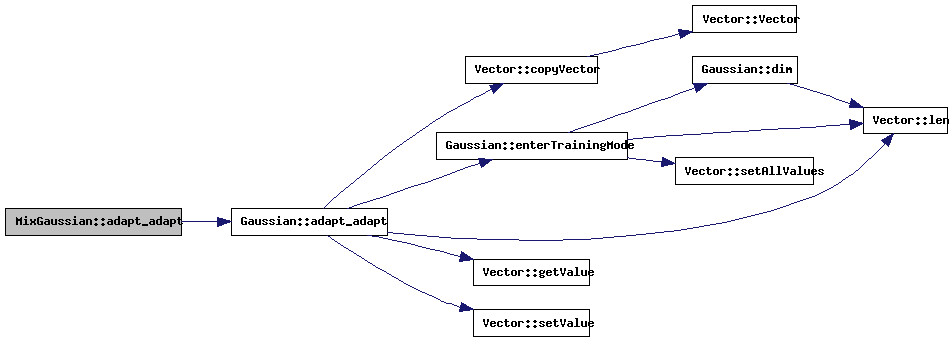 Vector::Vector
Vector::copyVector
Gaussian::dim
Vector::len
Gaussian::enterTrainingMode
Vector::setAllValues
MixGaussian::adapt_adapt
Gaussian::adapt_adapt
Vector::getValue
Vector::setValue